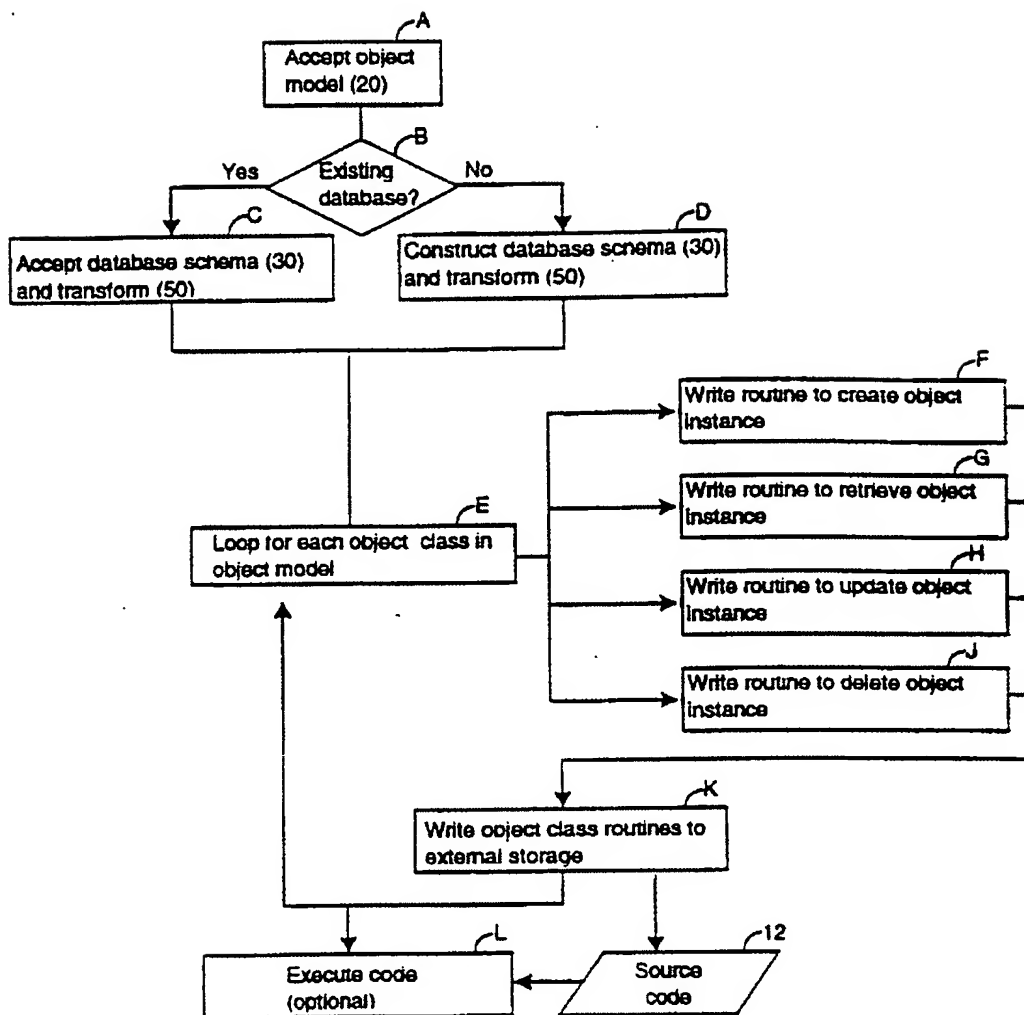 A
Accept object
model (20)
B
Yes
Existing
database?
No
C
Accept database schema (30)
and transform (50)
D
Construct database schema (30)
and transform (50)
F
Write routine to create object
instance
G
Write routine to retrieve object
instance
E
Loop for each object class in
object model
H
Write routine to update object
instance
J
Write routine to delete object
instance
K
Write object class routines to
external storage
L
Execute code
(optional)
12
Source
code